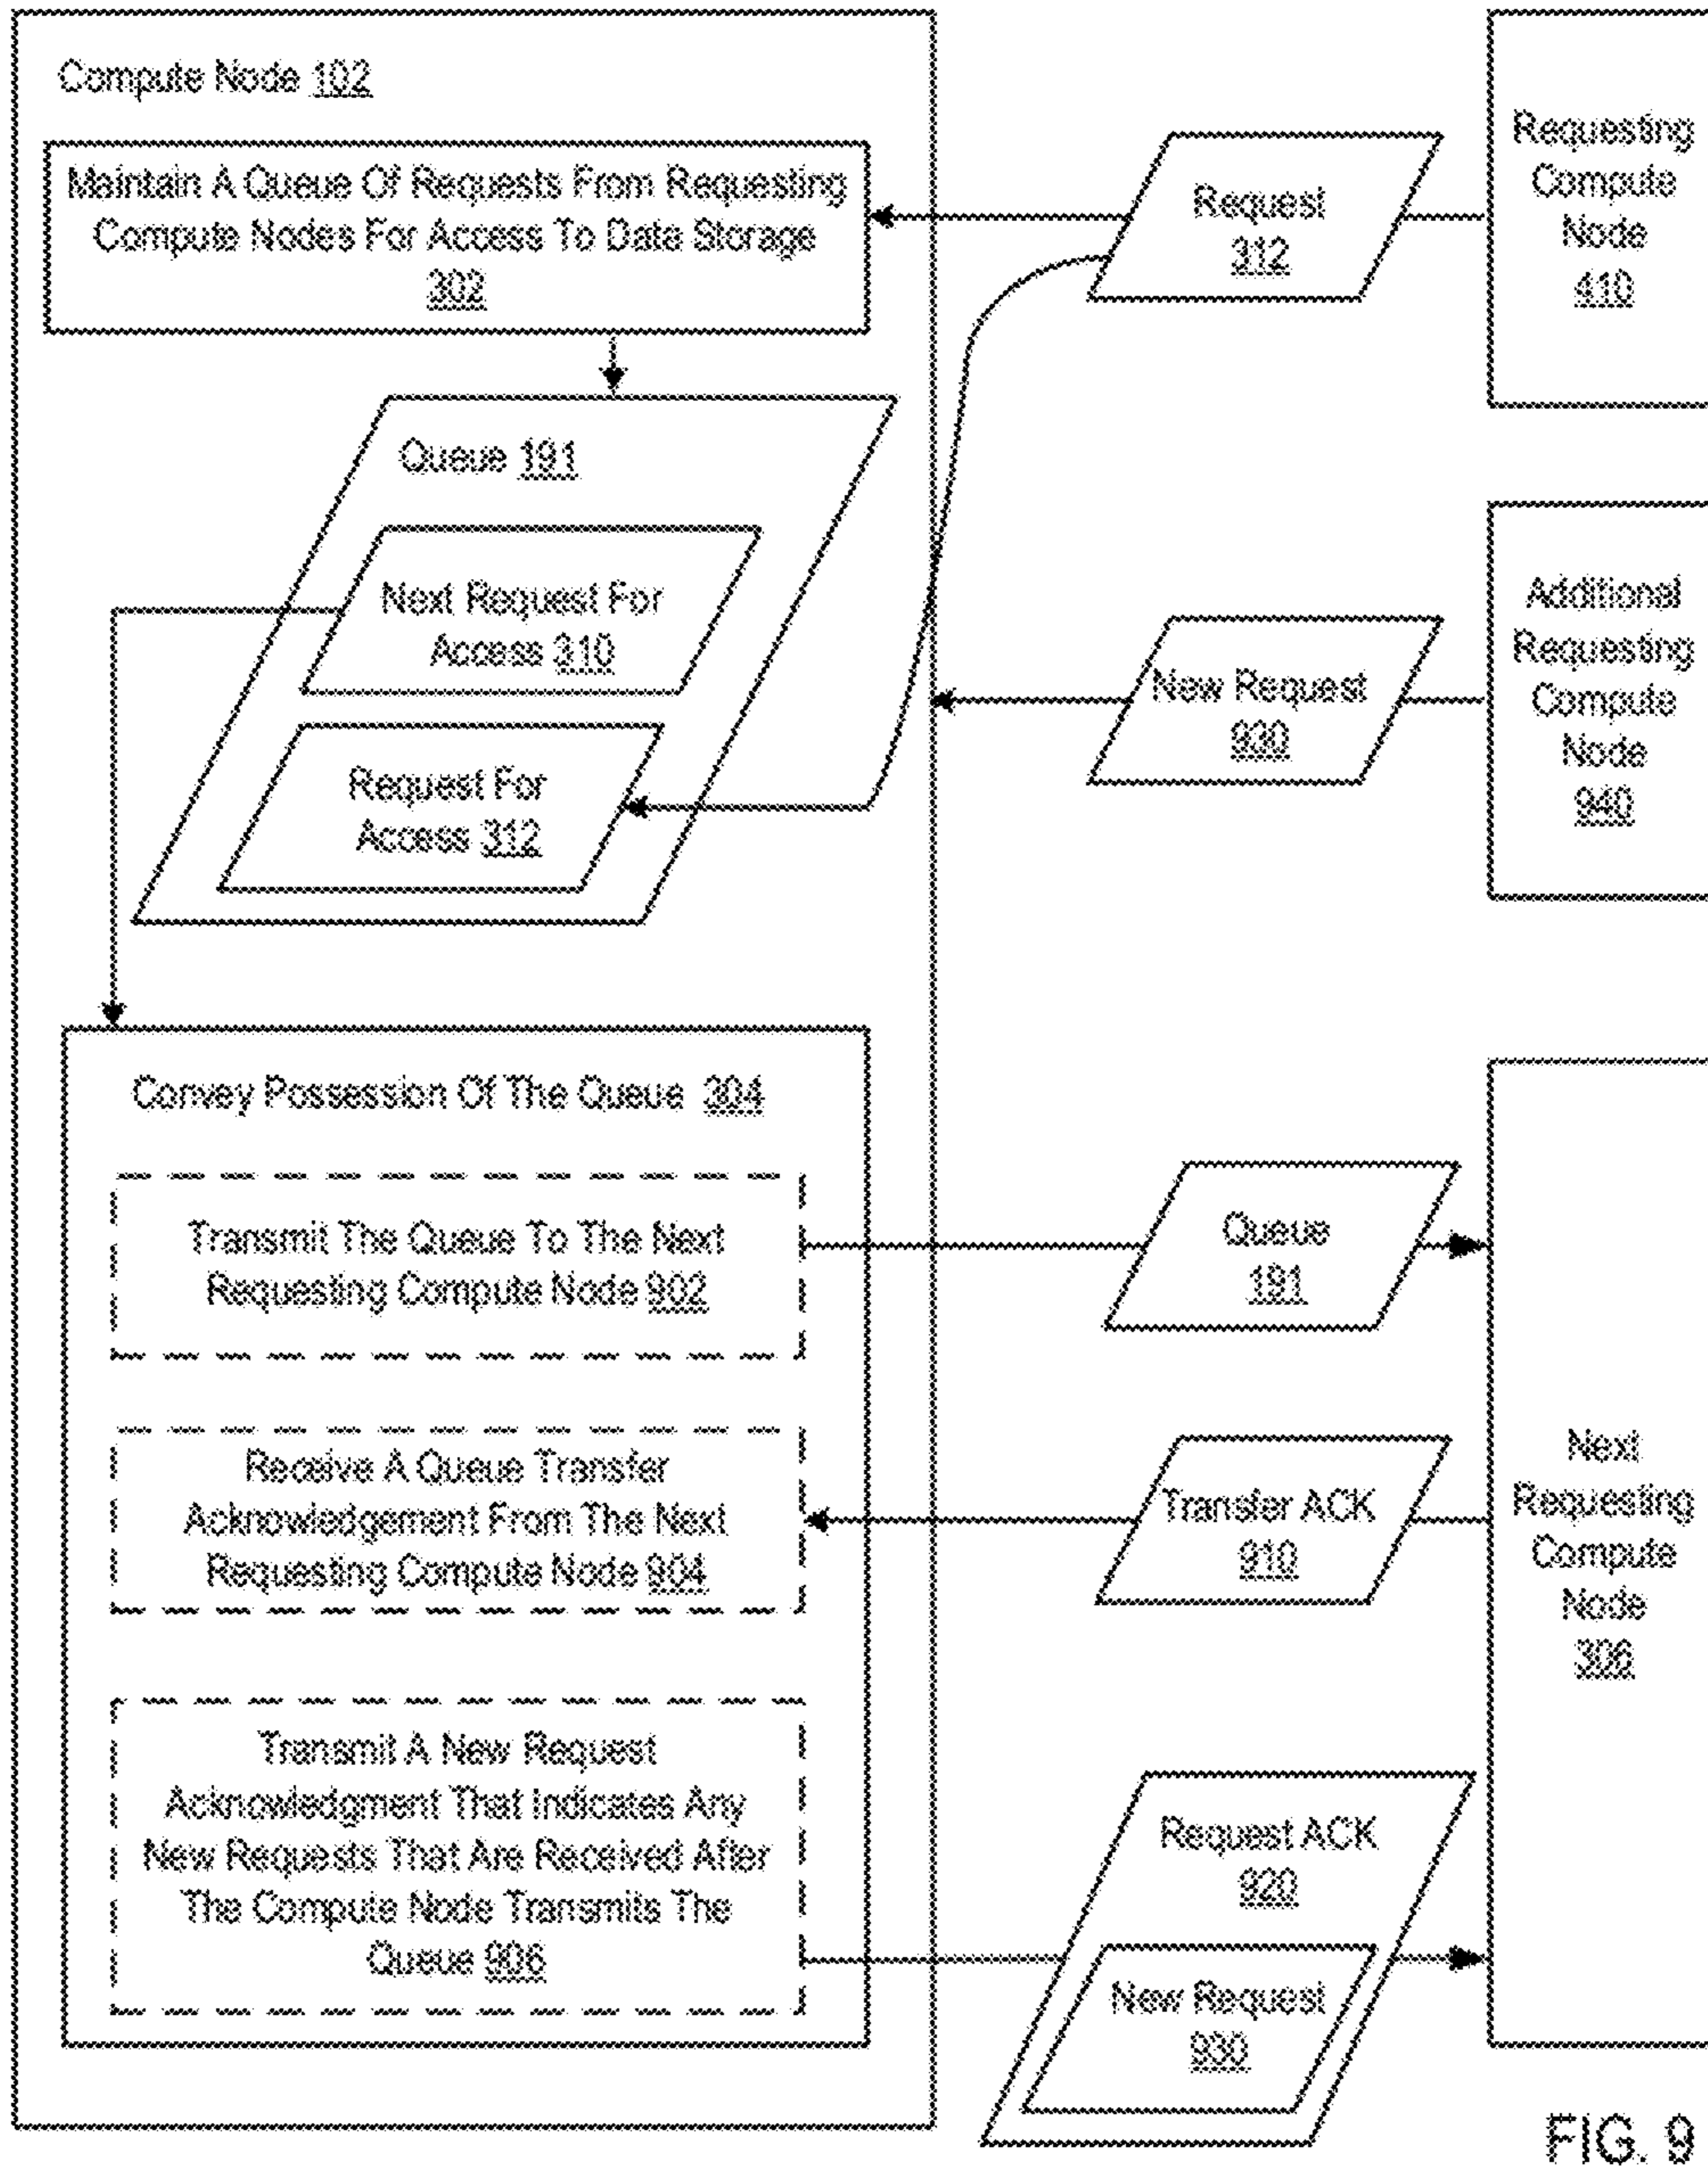 Compute Node 102
Maintain A Queue Of Requests From Requesting
Compute Nodes For Access To Data Storage
302
Request
312
Requesting
Compute
Node
410
Queue 191
Next Request For
Access 310
Request For
Access 312
New Request
930
Additional
Requesting
Compute
Node
940
Convey Possession Of The Queue 304
Transmit The Queue To The Next
Requesting Compute Node 902
Queue
191
Receive A Queue Transfer
Acknowledgement From The Next
Requesting Compute Node 904
Transfer ACK
910
Next
Requesting
Compute
Node
306
Transmit A New Request
Acknowledgment That Indicates Any
New Requests That Are Received After
The Compute Node Transmits The
Queue 906
Request ACK
920
New Request
930
FIG. 9